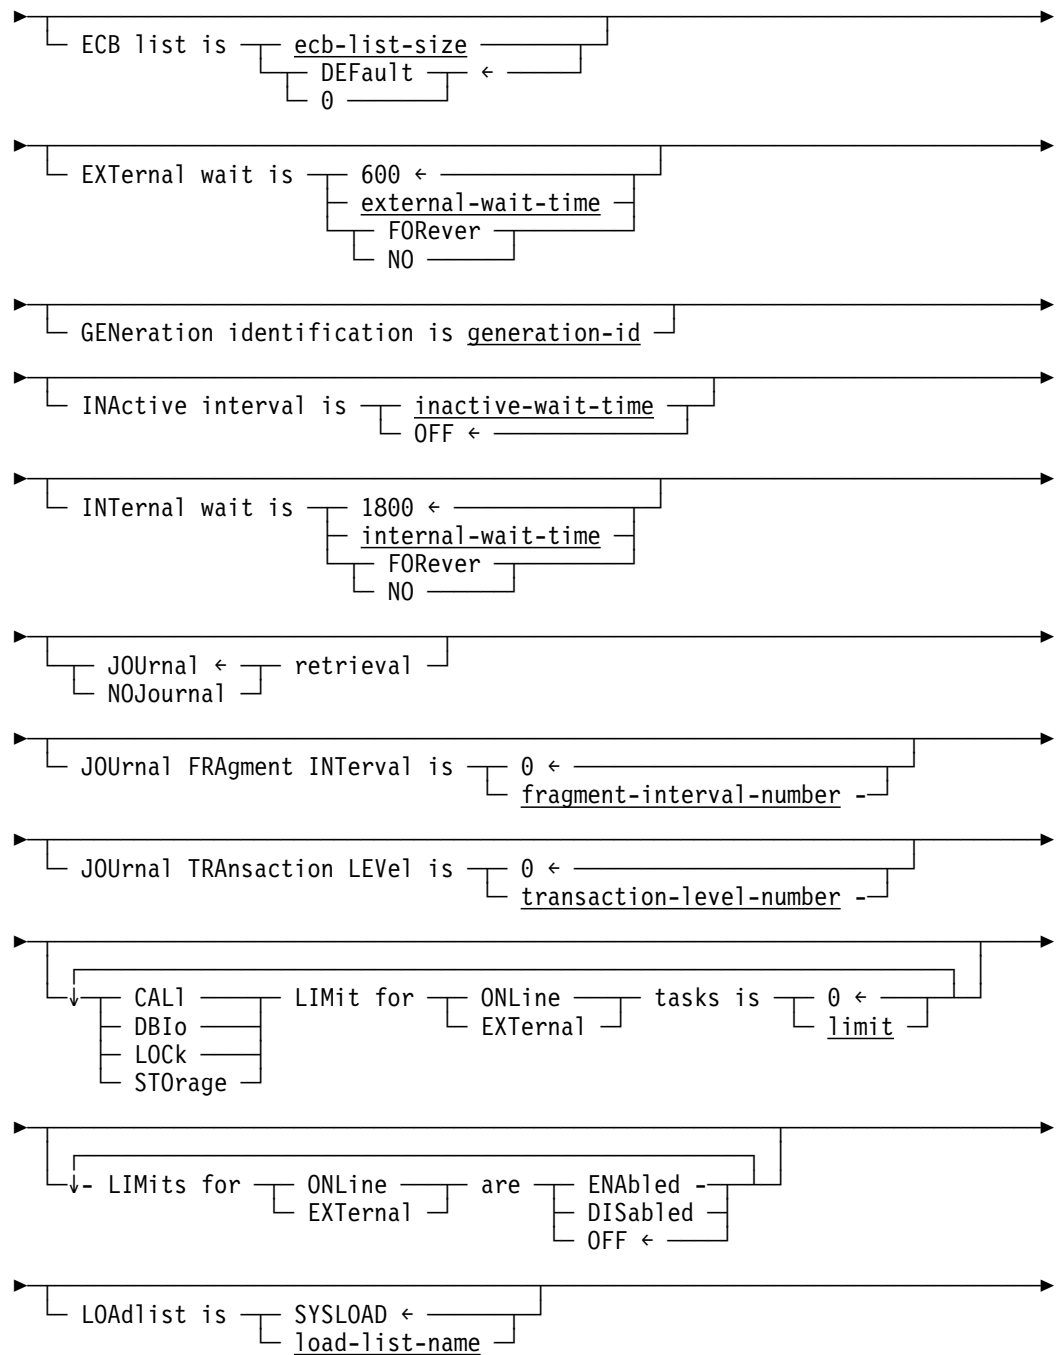 ECB list is ecb-list-size
DEFault ←
0
EXTernal wait is 600 ←
external-wait-time
FORever
NO
GENeration identification is generation-id
INActive interval is inactive-wait-time
OFF ←
INTernal wait is 1800 ←
internal-wait-time
FORever
NO
JOUrnal ← retrieval
NOJournal
JOUrnal FRAgment INTerval is 0 ←
fragment-interval-number
JOUrnal TRAnsaction LEVel is 0 ←
transaction-level-number
CALl LIMit for ONLine tasks is 0 ←
DBIo EXTernal limit
LOCk
STOrage
LIMits for ONLine are ENAbled
EXTernal DISabled
OFF ←
LOAdlist is SYSLOAD ←
load-list-name